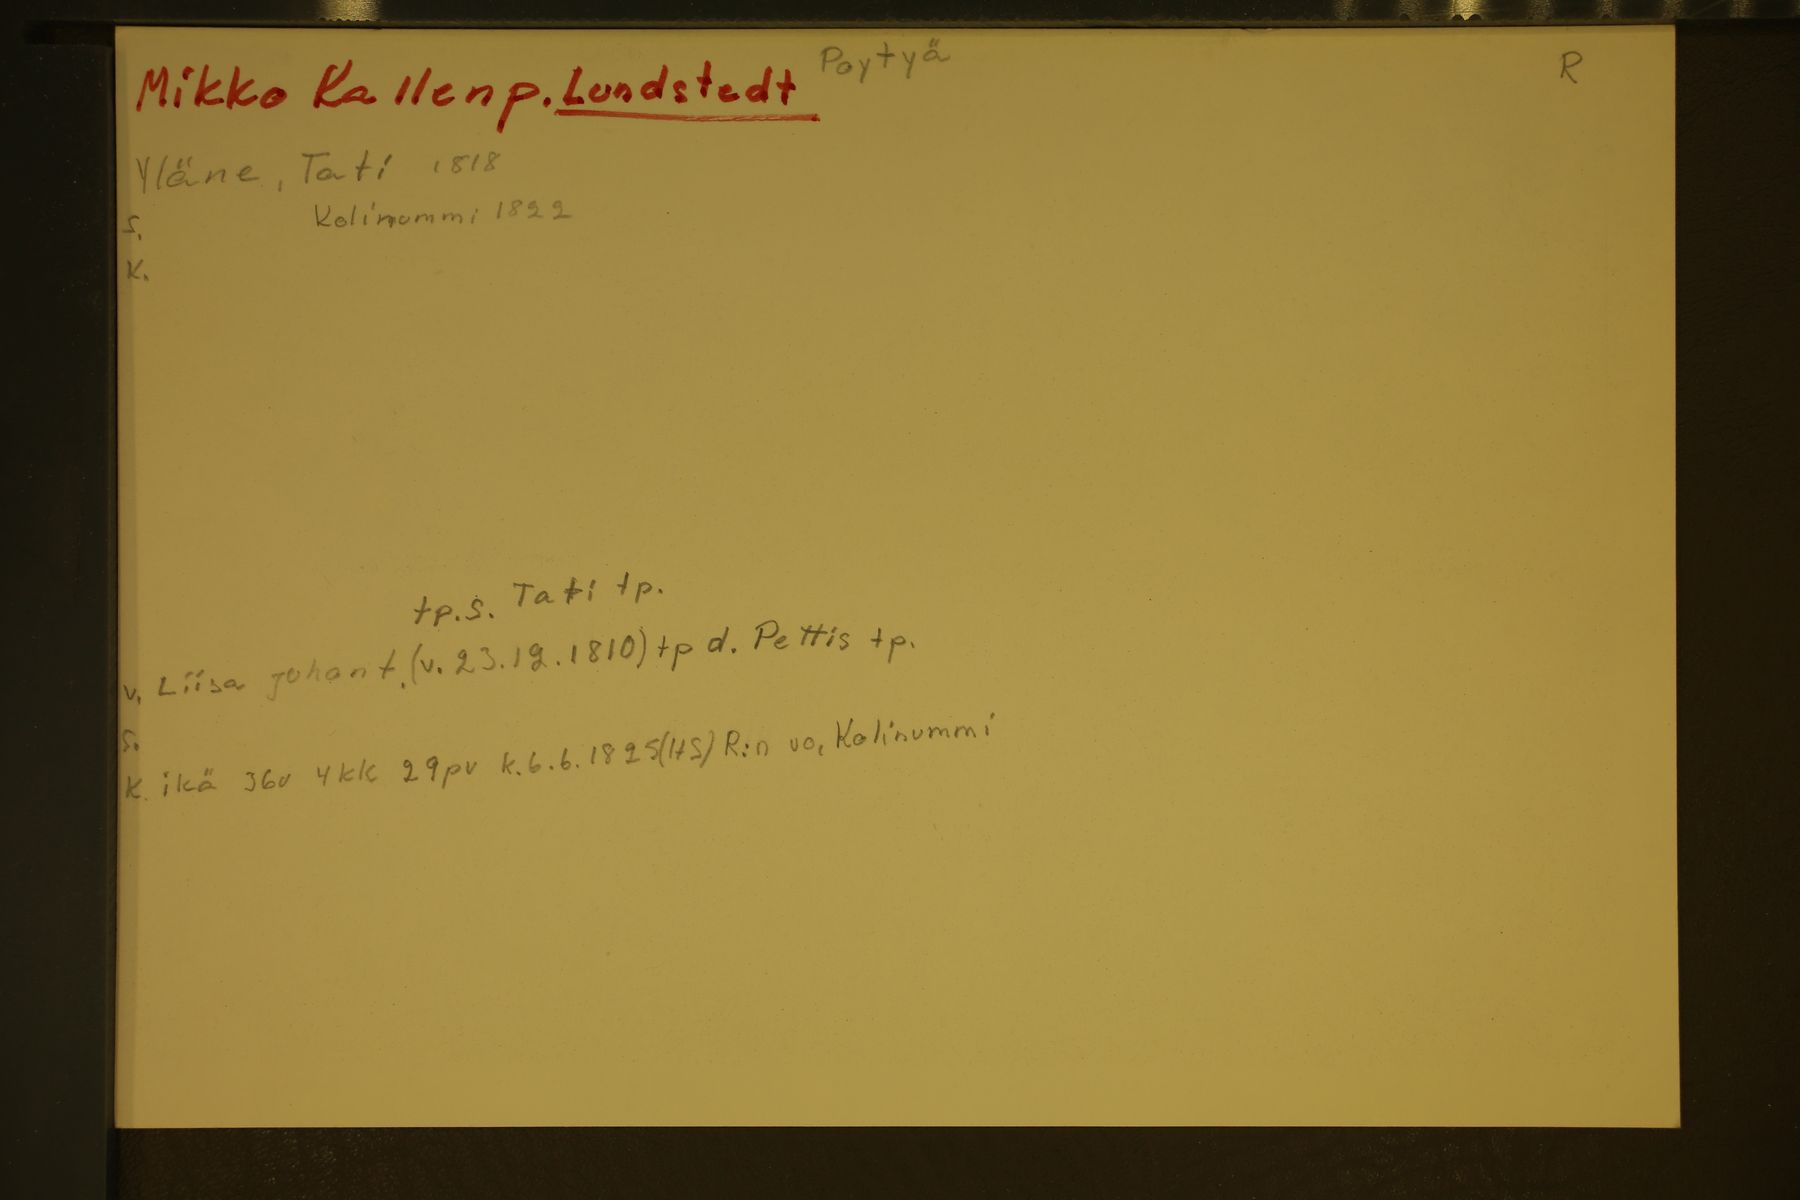 Mikko Kallenp. Lundstedt Pöytyä R
Yläne, Tati 1818
s. Kolinummi 1822
k.
tp.s. Tati tp.
v. Liisa Juhont. (v. 23.12.1810) tp d. Pettis tp.
s.
k. ikä 36v 4kk 29pv k.6.6.1825(HS) R:n vo, Kolinummi